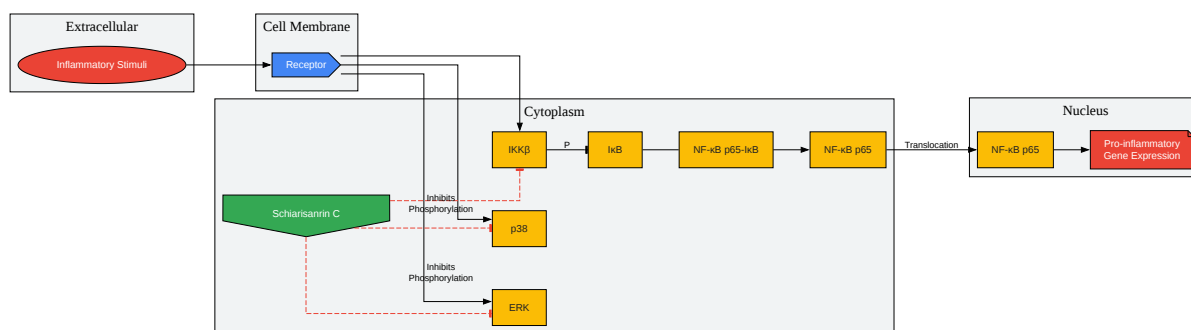 Extracellular
Inflammatory Stimuli
Cell Membrane
Receptor
Cytoplasm
IKKβ
P
IκB
NF-κB p65-IκB
NF-κB p65
Translocation
Nucleus
NF-κB p65
Pro-inflammatory
Gene Expression
Schiarisanrin C
Inhibits
Phosphorylation
p38
Inhibits
Phosphorylation
ERK